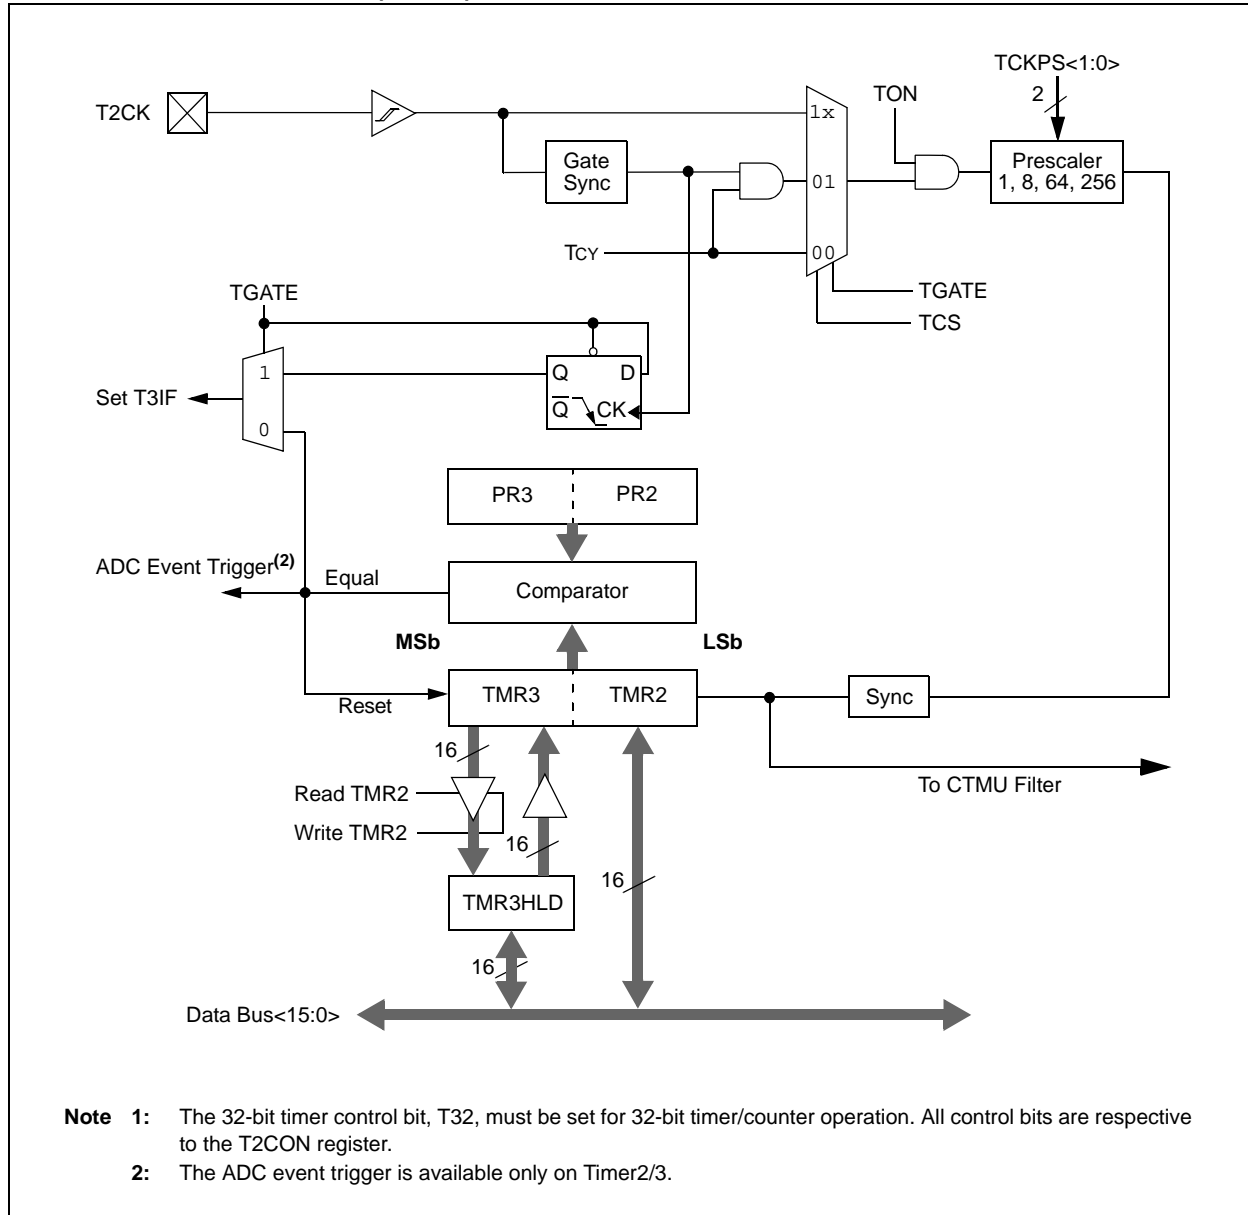 TCKPS<1:0>
2
T2CK
TON
1x
Gate
Sync
Prescaler
1, 8, 64, 256
01
TCY
00
TGATE
TCS
TGATE
1
Q
D
Set T3IF
Q
CK
0
PR3
PR2
ADC Event Trigger(2)
Equal
Comparator
MSb
LSb
TMR3
TMR2
Sync
Reset
16
To CTMU Filter
Read TMR2
Write TMR2
16
16
TMR3HLD
16
Data Bus<15:0>
Note 1: The 32-bit timer control bit, T32, must be set for 32-bit timer/counter operation. All control bits are respective
to the T2CON register.
2: The ADC event trigger is available only on Timer2/3.